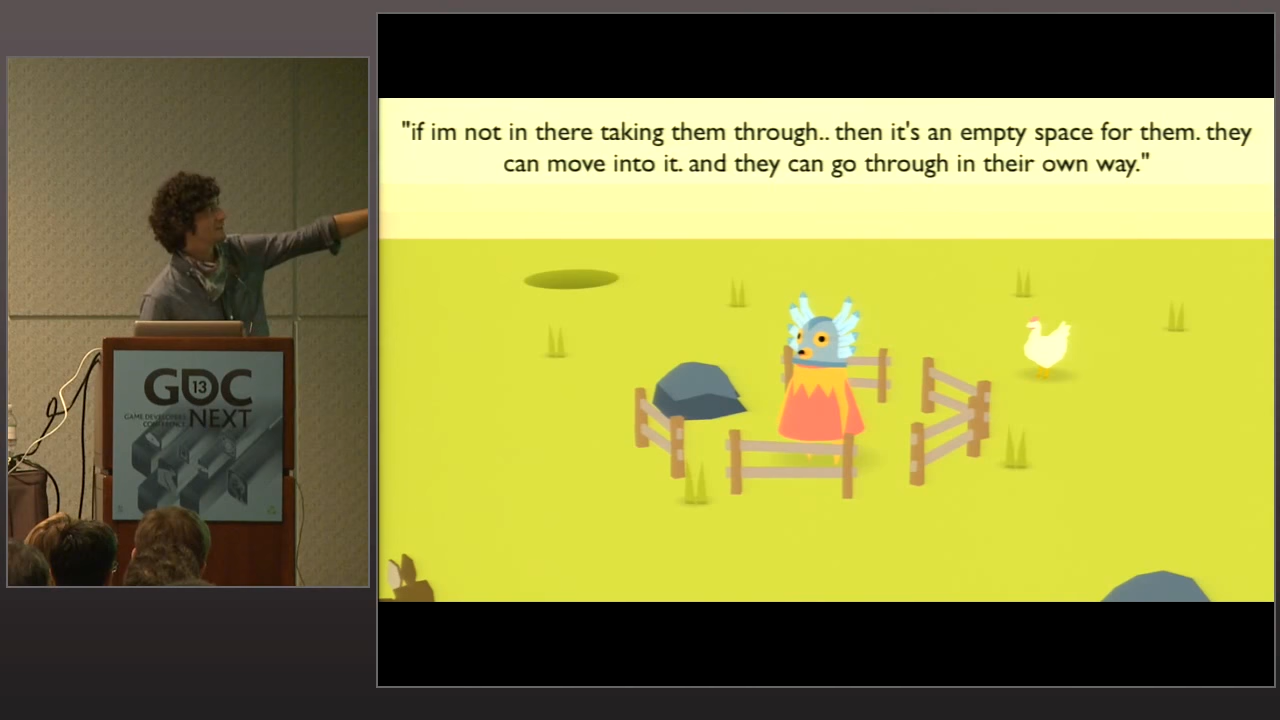 "if im not in there taking them through.. then it's an empty space for them. they
can move into it. and they can go through in their own way."
GDC
13
GAME DEVELOPERS
CONFERENCE
NEXT